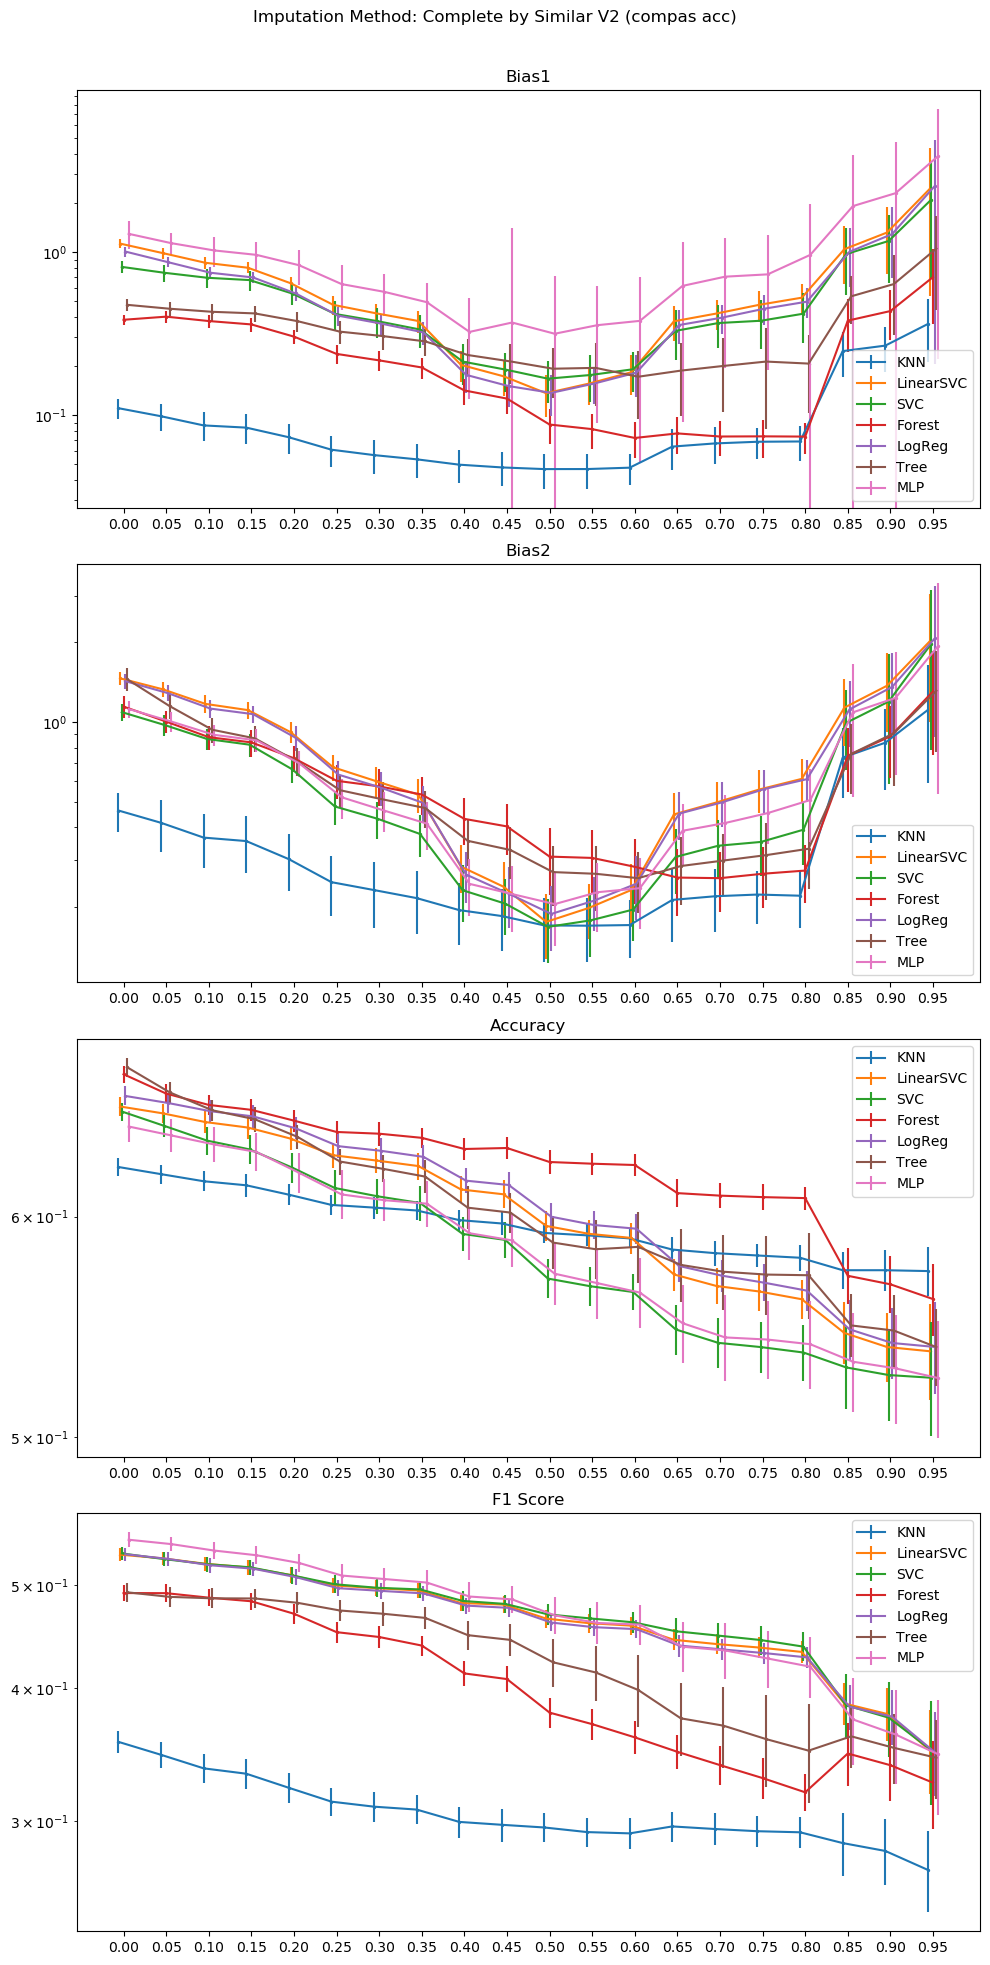 Imputation Method: Complete by Similar V2 (compas acc)
Bias1
10⁰
10⁻¹
KNN
LinearSVC
SVC
Forest
LogReg
Tree
MLP
0.00 0.05 0.10 0.15 0.20 0.25 0.30 0.35 0.40 0.45 0.50 0.55 0.60 0.65 0.70 0.75 0.80 0.85 0.90 0.95
Bias2
10⁰
KNN
LinearSVC
SVC
Forest
LogReg
Tree
MLP
0.00 0.05 0.10 0.15 0.20 0.25 0.30 0.35 0.40 0.45 0.50 0.55 0.60 0.65 0.70 0.75 0.80 0.85 0.90 0.95
Accuracy
KNN
LinearSVC
SVC
Forest
LogReg
Tree
MLP
6 × 10⁻¹
5 × 10⁻¹
0.00 0.05 0.10 0.15 0.20 0.25 0.30 0.35 0.40 0.45 0.50 0.55 0.60 0.65 0.70 0.75 0.80 0.85 0.90 0.95
F1 Score
KNN
LinearSVC
SVC
Forest
LogReg
Tree
MLP
5 × 10⁻¹
4 × 10⁻¹
3 × 10⁻¹
0.00 0.05 0.10 0.15 0.20 0.25 0.30 0.35 0.40 0.45 0.50 0.55 0.60 0.65 0.70 0.75 0.80 0.85 0.90 0.95